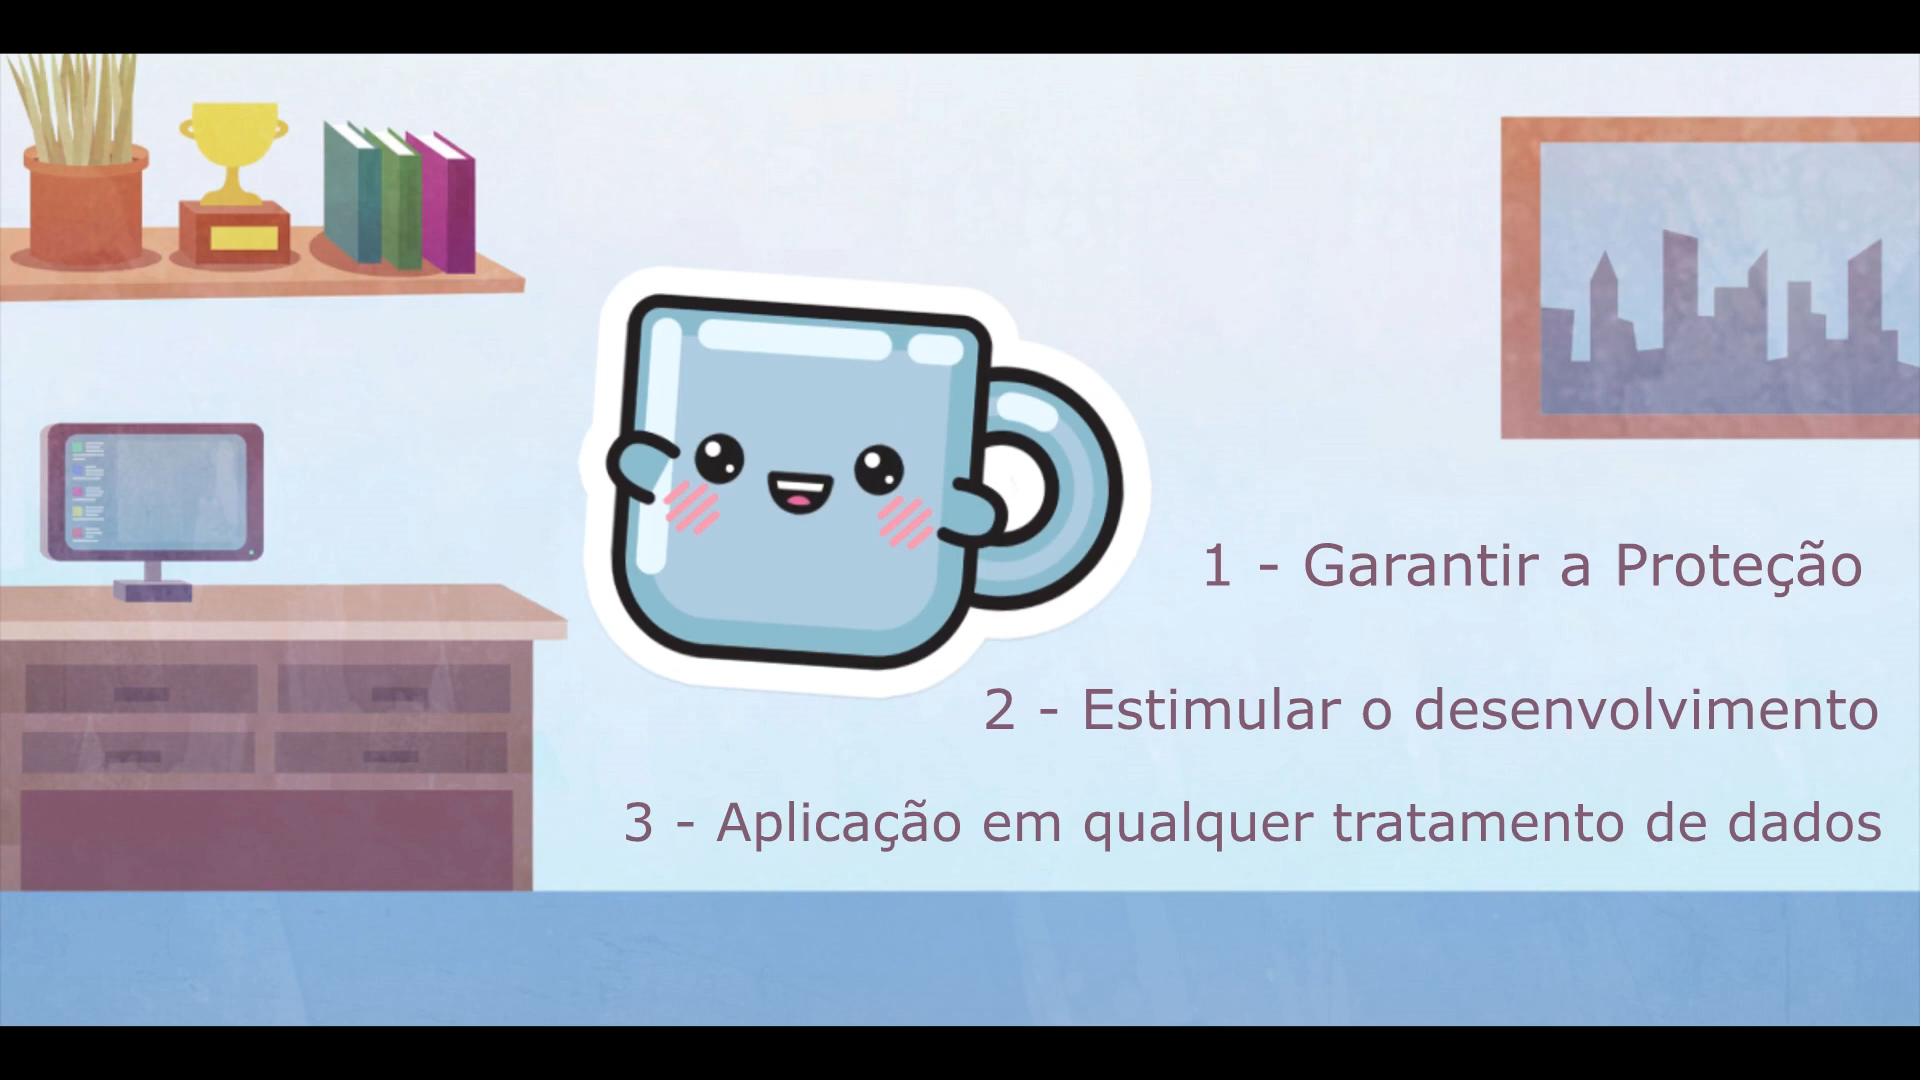 1 - Garantir a Proteção
2 - Estimular o desenvolvimento
3 - Aplicação em qualquer tratamento de dados